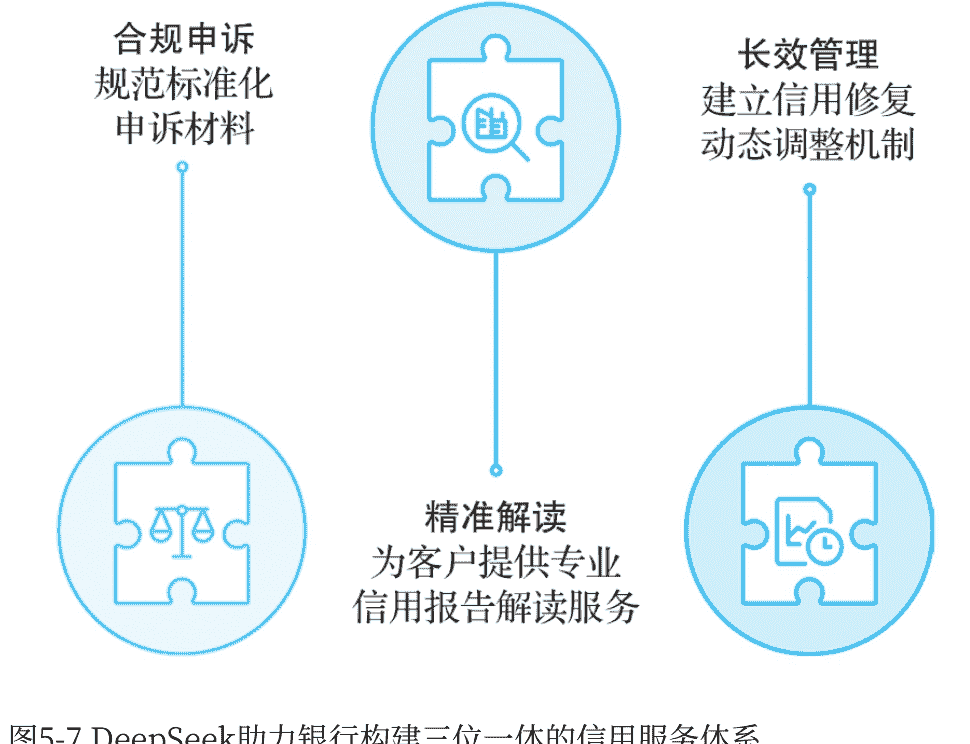 合规申诉
规范标准化
申诉材料
长效管理
建立信用修复
动态调整机制
精准解读
为客户提供专业
信用报告解读服务
图5-7 DeepSeek助力银行构建三位一体的信用服务体系